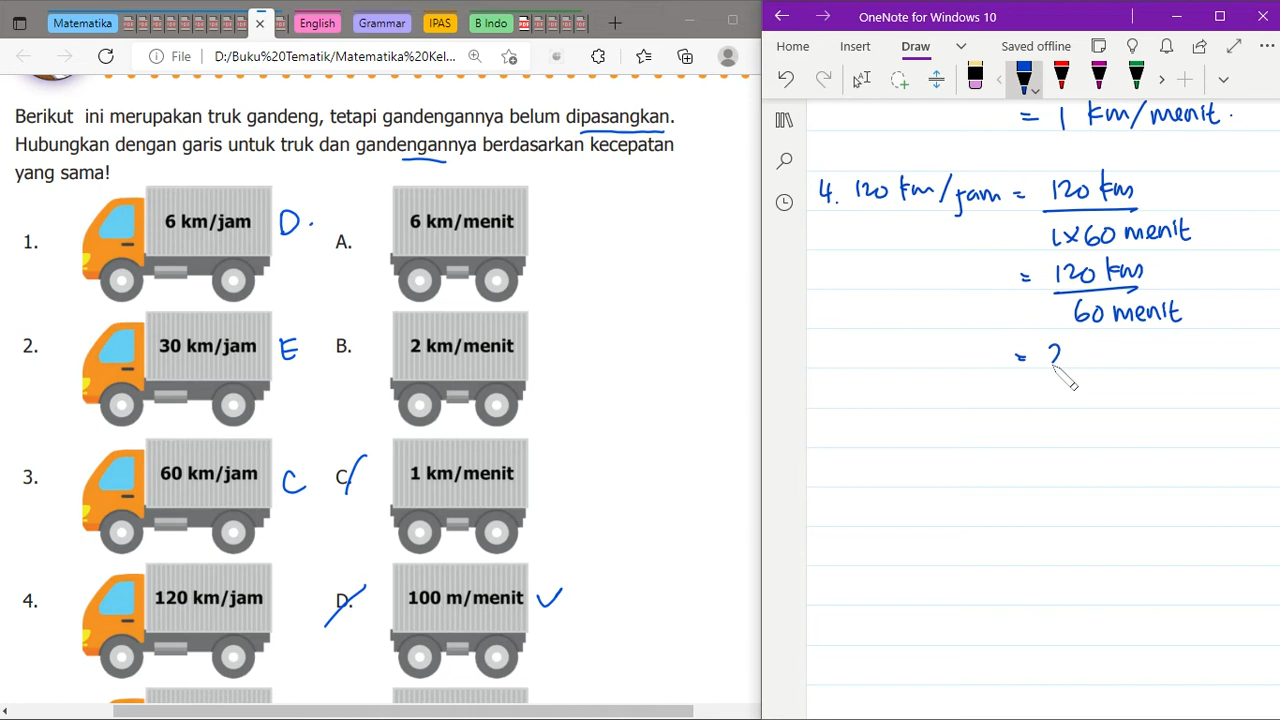 Matematika English Grammar IPAS B Indo
File D:/Buku%20Tematik/Matematika%20Kel...
Berikut ini merupakan truk gandeng, tetapi gandengannya belum dipasangkan.
Hubungkan dengan garis untuk truk dan gandengannya berdasarkan kecepatan
yang sama!
1. 6 km/jam D. A. 6 km/menit
2. 30 km/jam E B. 2 km/menit
3. 60 km/jam C C. 1 km/menit
4. 120 km/jam D. 100 m/menit
OneNote for Windows 10
Home Insert Draw Saved offline
= 1 km/menit.
4. 120 km/jam = 120 km
1x60 menit
= 120 km
60 menit
= 2